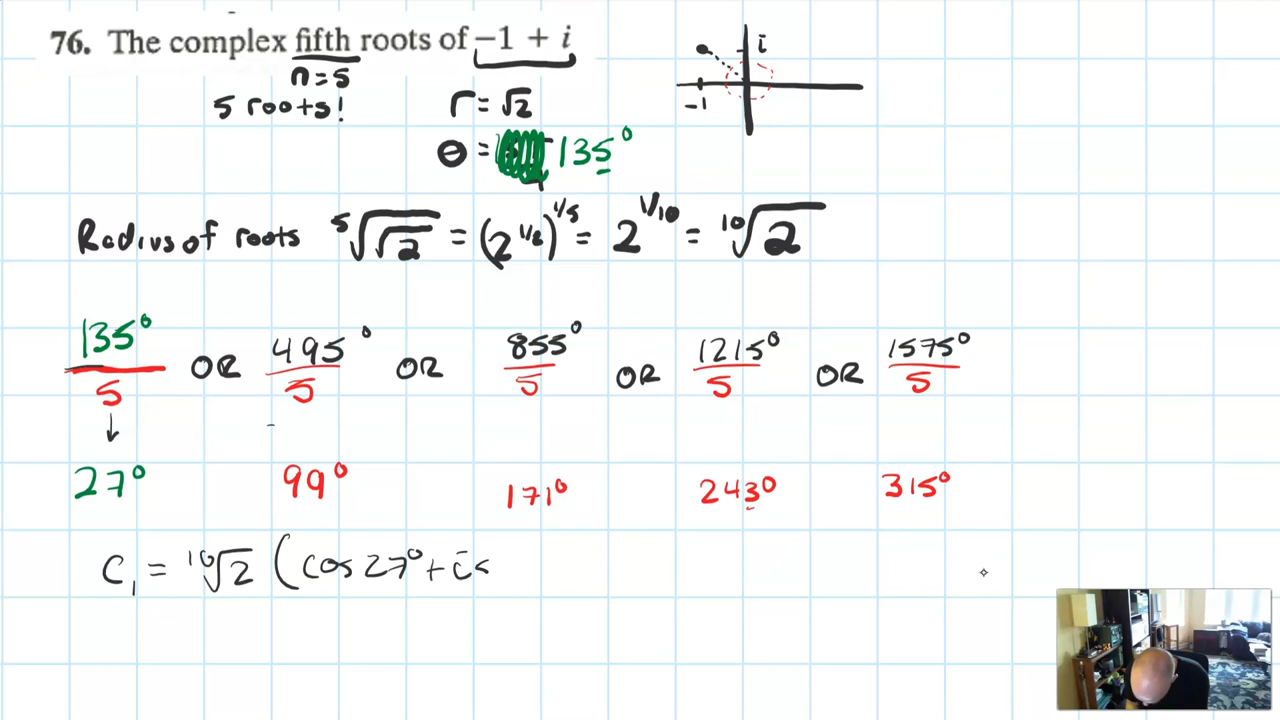 76. The complex fifth roots of −1 + i
n=5
5 roots!
r = √2
θ = 135°
i
-1
Radius of roots ⁵√√2 = (2^1/2)^1/5 = 2^1/10 = ¹⁰√2
135°/5 OR 495°/5 OR 855°/5 OR 1215°/5 OR 1575°/5
↓
27° 99° 171° 243° 315°
C₁ = ¹⁰√2 (cos27°+is